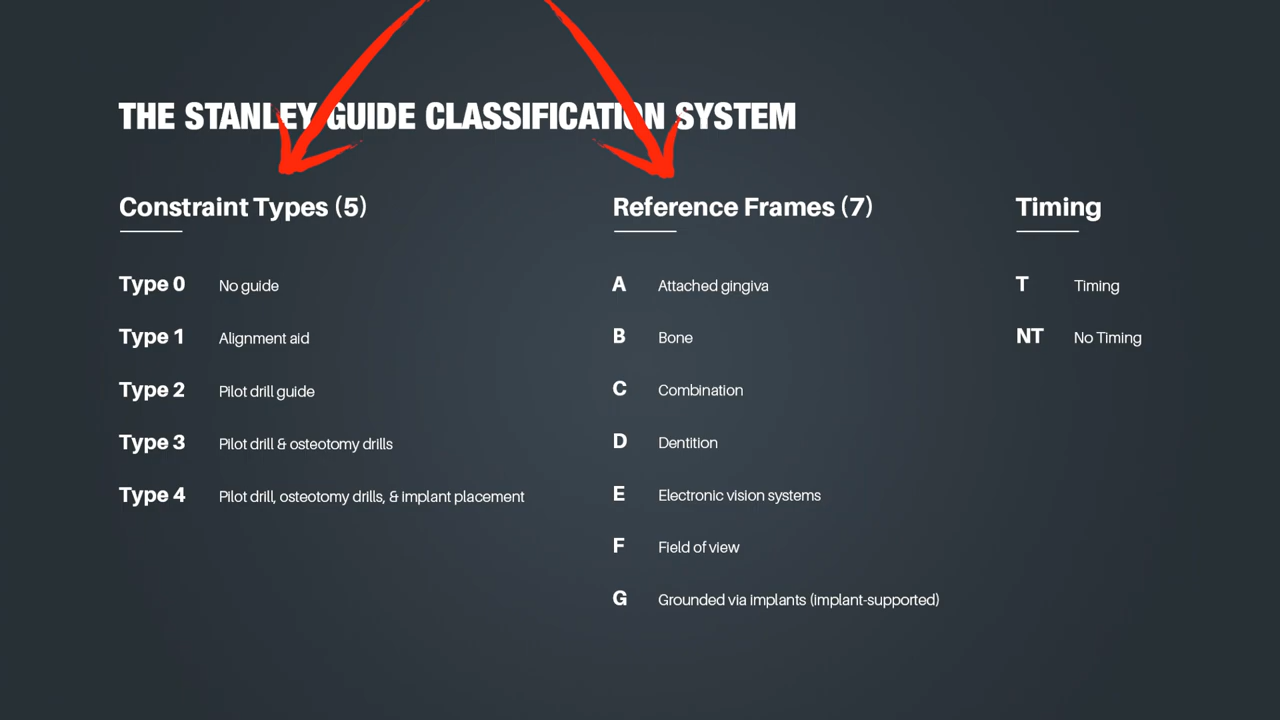 THE STANLEY GUIDE CLASSIFICATION SYSTEM
Constraint Types (5)
Type 0 No guide
Type 1 Alignment aid
Type 2 Pilot drill guide
Type 3 Pilot drill & osteotomy drills
Type 4 Pilot drill, osteotomy drills, & implant placement
Reference Frames (7)
A Attached gingiva
B Bone
C Combination
D Dentition
E Electronic vision systems
F Field of view
G Grounded via implants (implant-supported)
Timing
T Timing
NT No Timing